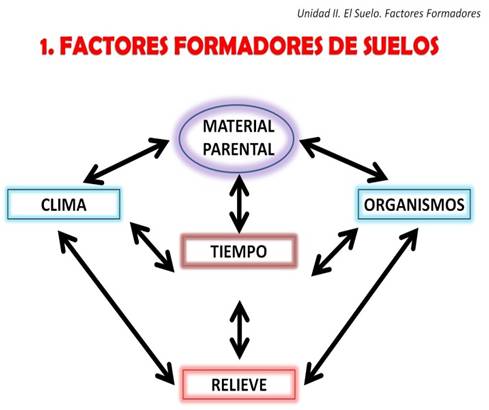 Unidad II. El Suelo. Factores Formadores
1. FACTORES FORMADORES DE SUELOS
MATERIAL
PARENTAL
CLIMA
ORGANISMOS
TIEMPO
RELIEVE